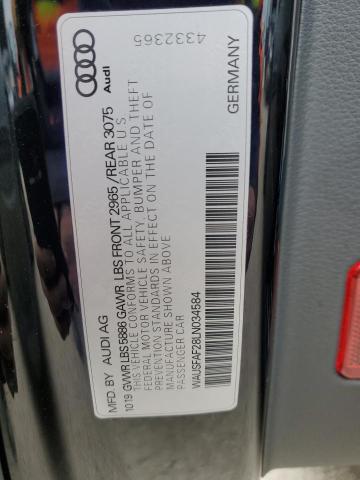 MFD. BY AUDI AG
1019 GWWR LBS 5886 GAWR LBS FRONT 2965 /REAR 3075
THIS VEHICLE CONFORMS TO ALL APPLICABLE U S
FEDERAL MOTOR VEHICLE SAFETY, BUMPER AND THEFT PREVENTION
STANDARDS IN EFFECT ON THE DATE OF
MANUFACTURE SHOWN ABOVE
PASSENGER CAR
WAUSFAF28LN034584
GERMANY
Audi
4332365